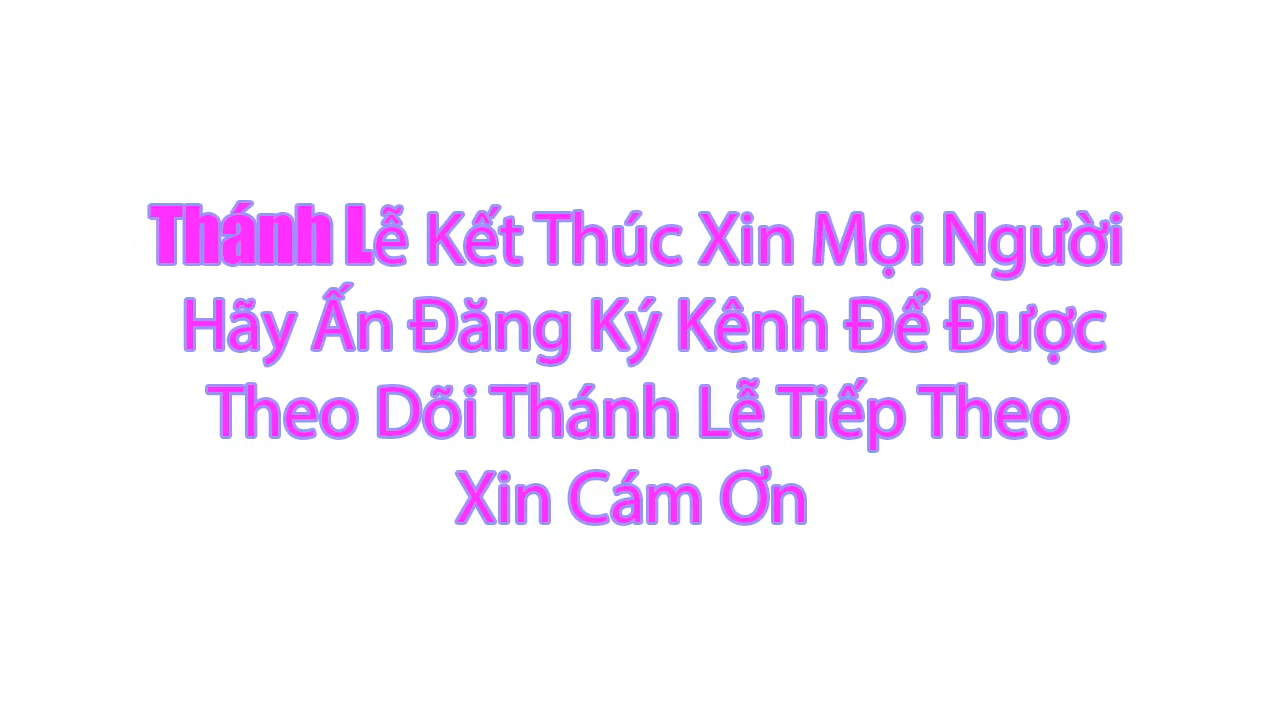 Thánh Lễ Kết Thúc Xin Mọi Người
Hãy Ấn Đăng Ký Kênh Để Được
Theo Dõi Thánh Lễ Tiếp Theo
Xin Cám Ơn